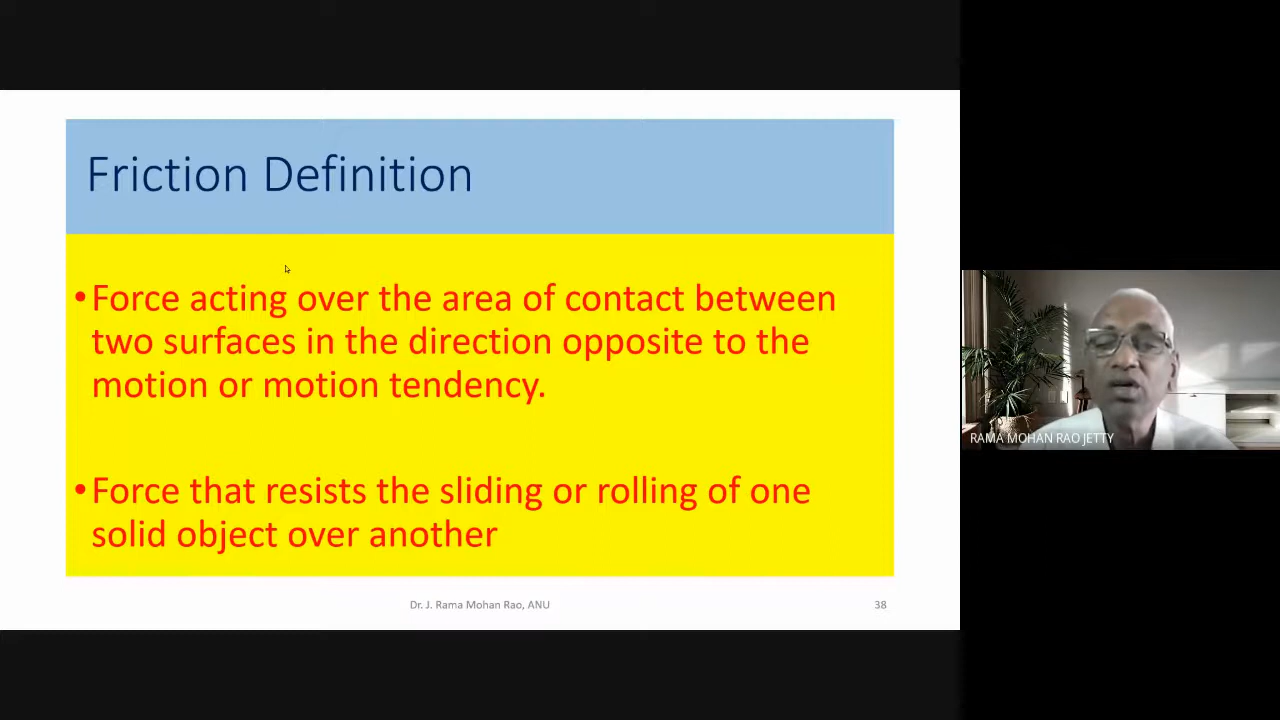 Friction Definition
•Force acting over the area of contact between
two surfaces in the direction opposite to the
motion or motion tendency.
•Force that resists the sliding or rolling of one
solid object over another
Dr. J. Rama Mohan Rao, ANU
38
RAMA MOHAN RAO JETTY